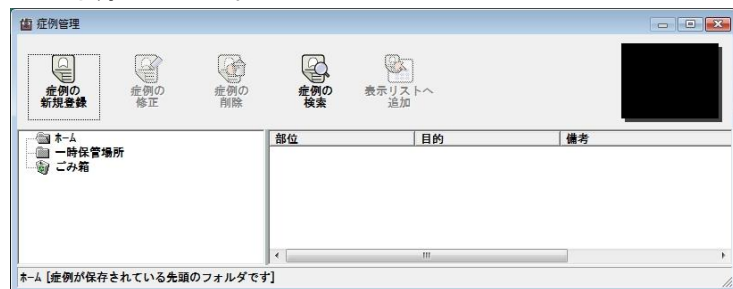 症例管理
症例の
新規登録
症例の
修正
症例の
削除
症例の
検索
表示リストへ
追加
ホーム
一時保管場所
ごみ箱
部位
目的
備考
ホーム [症例が保存されている先頭のフォルダです]